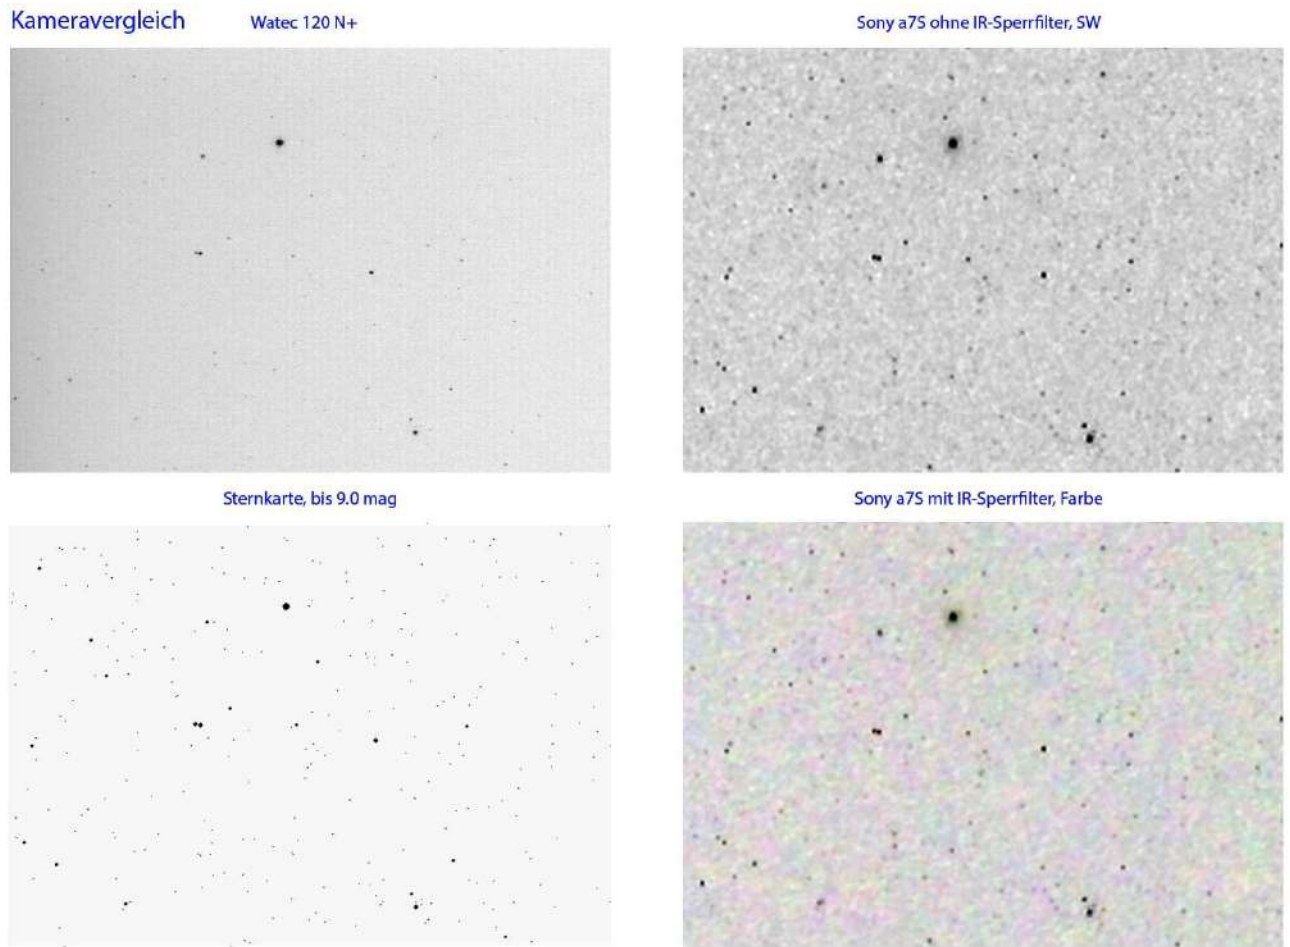 Kameravergleich
Watec 120 N+
Sony a7S ohne IR-Sperrfilter, SW
Sternkarte, bis 9.0 mag
Sony a7S mit IR-Sperrfilter, Farbe